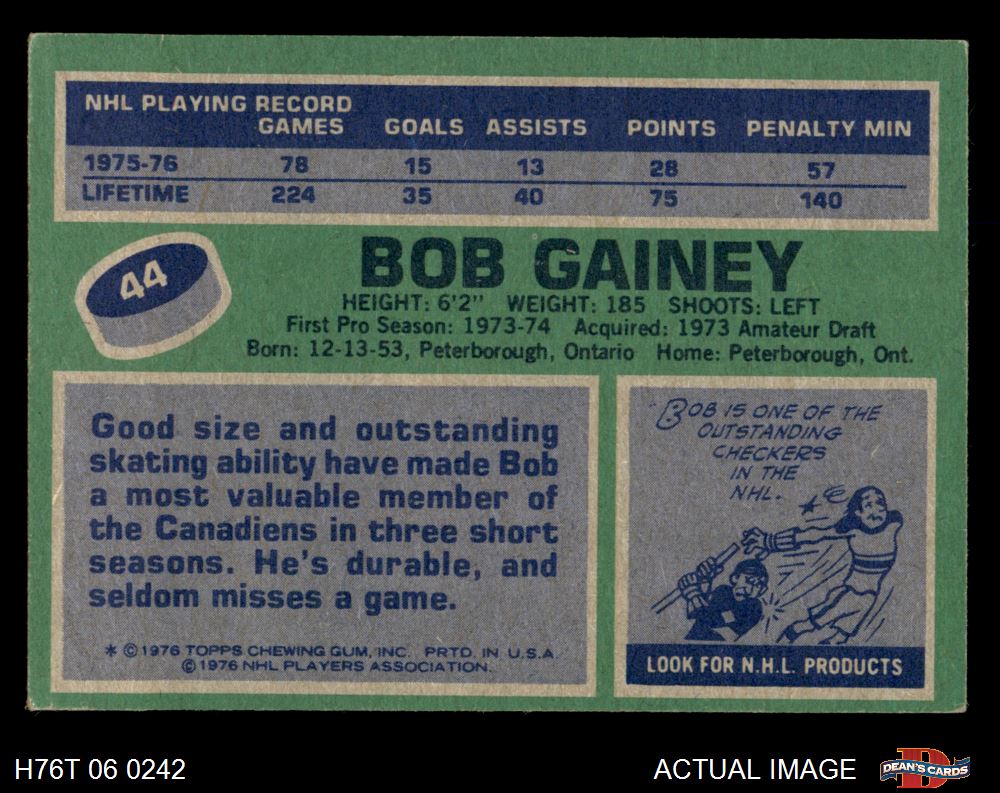 NHL PLAYING RECORD
GAMES GOALS ASSISTS POINTS PENALTY MIN
1975-76 78 15 13 28 57
LIFETIME 224 35 40 75 140
44
BOB GAINEY
HEIGHT: 6'2" WEIGHT: 185 SHOOTS: LEFT
First Pro Season: 1973-74 Acquired: 1973 Amateur Draft
Born: 12-13-53, Peterborough, Ontario Home: Peterborough, Ont.
Good size and outstanding
skating ability have made Bob
a most valuable member of
the Canadiens in three short
seasons. He's durable, and
seldom misses a game.
* © 1976 TOPPS CHEWING GUM, INC. PRTD. IN U.S.A.
© 1976 NHL PLAYERS ASSOCIATION.
BOB IS ONE OF THE
OUTSTANDING
CHECKERS
IN THE
NHL.
LOOK FOR N.H.L. PRODUCTS
H76T 06 0242
ACTUAL IMAGE
DEAN'S CARDS